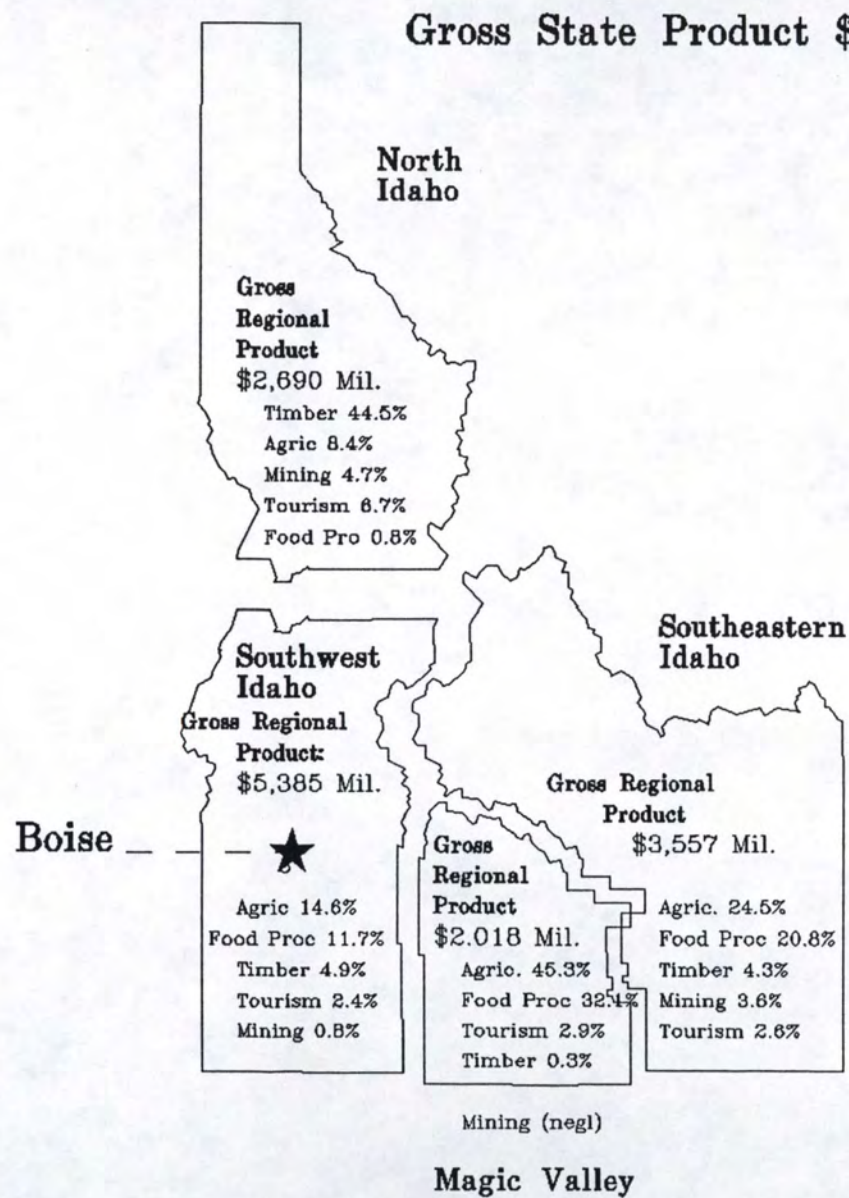 Gross State Product $
North
Idaho
Gross
Regional
Product
$2,690 Mil.
Timber 44.5%
Agric 8.4%
Mining 4.7%
Tourism 6.7%
Food Pro 0.8%
Southwest
Idaho
Gross Regional
Product:
$5,385 Mil.
Boise
Agric 14.6%
Food Proc 11.7%
Timber 4.9%
Tourism 2.4%
Mining 0.8%
Gross
Regional
Product
$2.018 Mil.
Agric. 45.3%
Food Proc 32.4%
Tourism 2.9%
Timber 0.3%
Mining (negl)
Magic Valley
Southeastern
Idaho
Gross Regional
Product
$3,557 Mil.
Agric. 24.5%
Food Proc 20.8%
Timber 4.3%
Mining 3.6%
Tourism 2.6%